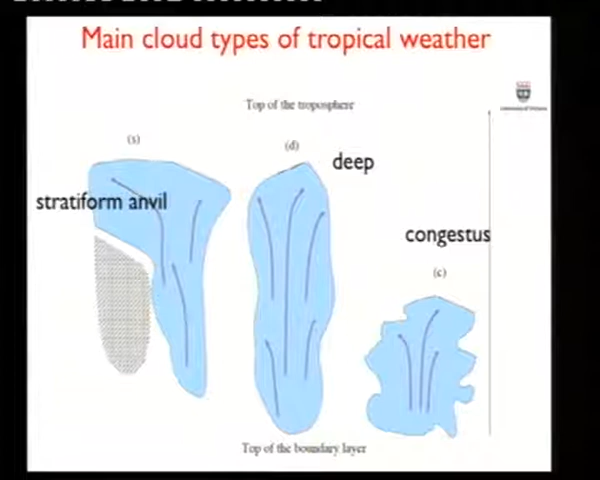 Main cloud types of tropical weather
Top of the troposphere
(s)
(d)
deep
stratiform anvil
congestus
(c)
Top of the boundary layer